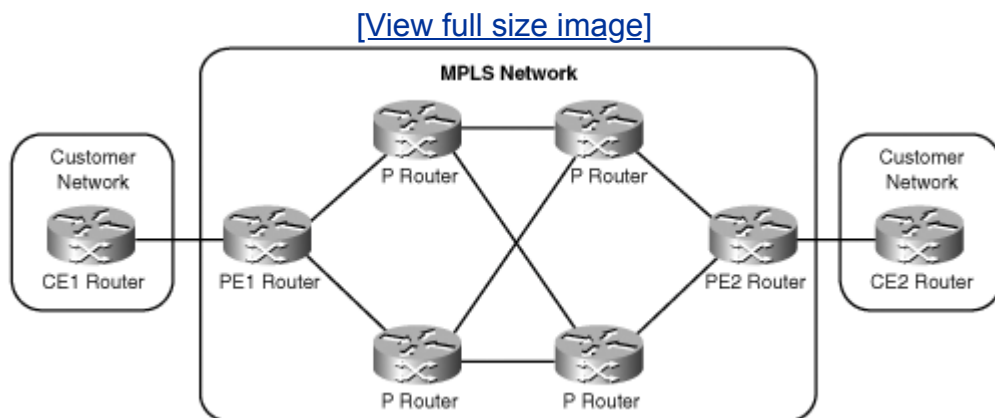 [View full size image]
MPLS Network
P Router
P Router
Customer
Network
CE1 Router
PE1 Router
PE2 Router
Customer
Network
CE2 Router
P Router
P Router